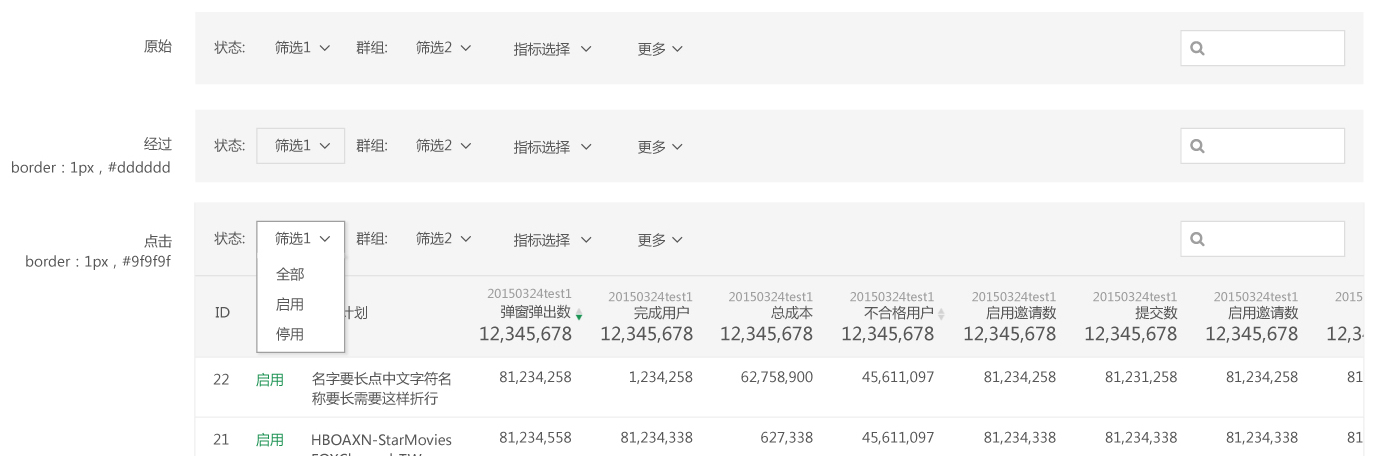 原始
状态: 筛选1 群组: 筛选2 指标选择 更多
经过
border : 1px , #dddddd
状态: 筛选1 群组: 筛选2 指标选择 更多
点击
border : 1px , #9f9f9f
状态: 筛选1 群组: 筛选2 指标选择 更多
全部
启用
停用
20150324test1 20150324test1 20150324test1 20150324test1 20150324test1 20150324test1 20150324test1 2015
ID 计划 弹窗弹出数 完成用户 总成本 不合格用户 启用邀请数 提交数 启用邀请数
12,345,678 12,345,678 12,345,678 12,345,678 12,345,678 12,345,678 12,345,678 12,3
22 启用 名字要长点中文字符名 81,234,258 1,234,258 62,758,900 45,611,097 81,234,258 81,231,258 81,234,258 81
称要长需要这样折行
21 启用 HBOAXN-StarMovies 81,234,558 81,234,338 627,338 45,611,097 81,234,338 81,234,338 81,234,338 81